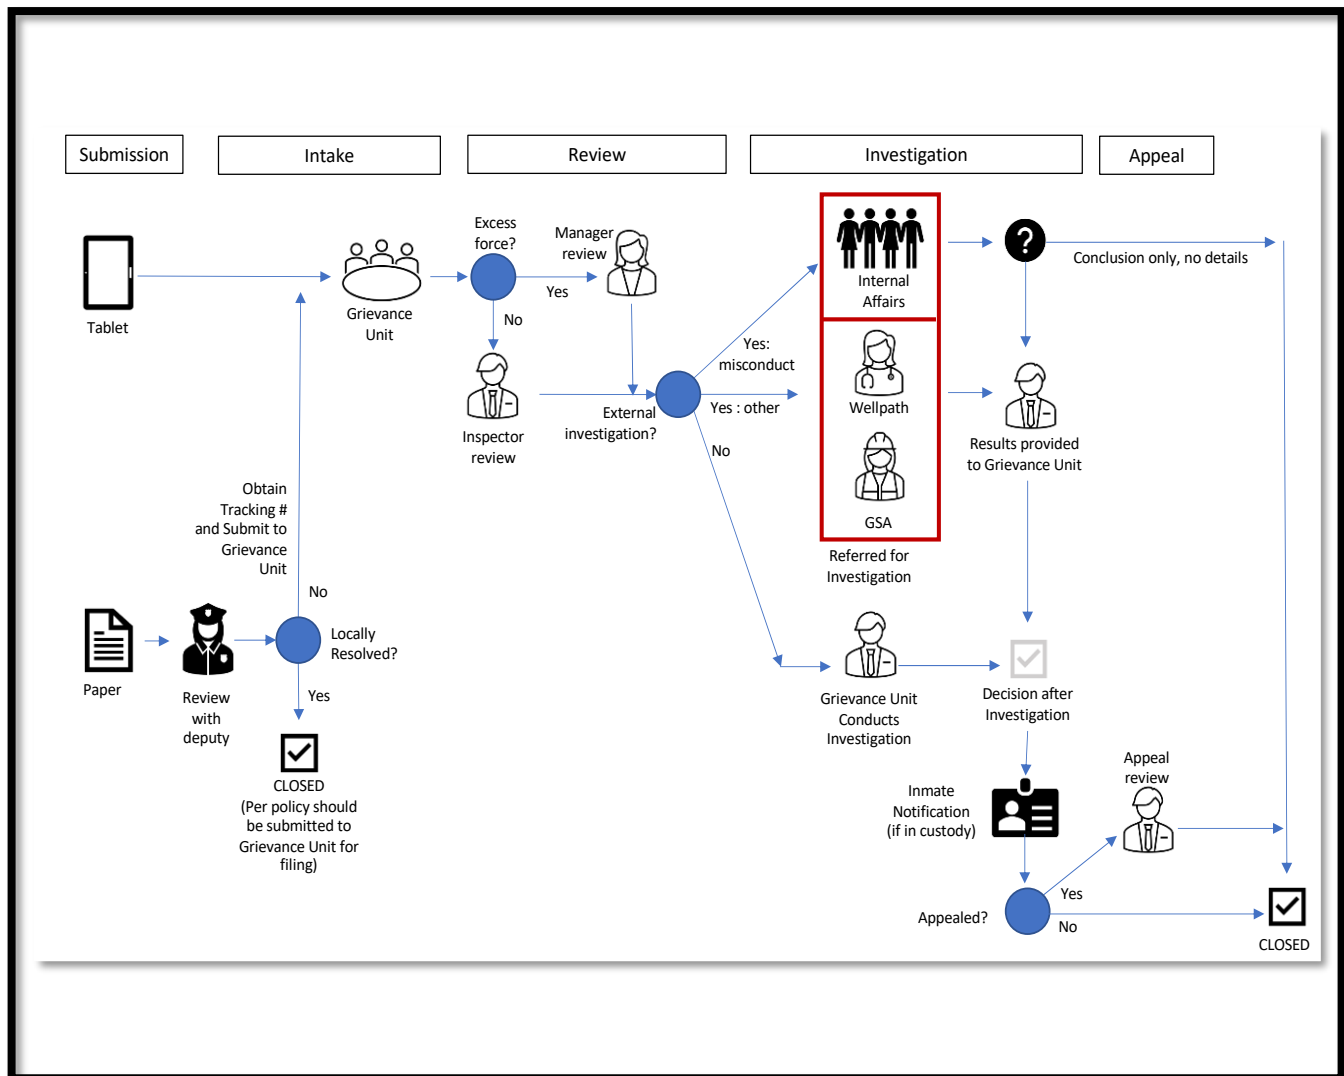 Submission
Intake
Review
Investigation
Appeal
Tablet
Grievance
Unit
Excess
force?
Yes
No
Manager
review
Inspector
review
External
investigation?
Yes:
misconduct
Yes : other
No
Internal
Affairs
Wellpath
GSA
Referred for
Investigation
Conclusion only, no details
Results provided
to Grievance Unit
Obtain
Tracking #
and Submit to
Grievance
Unit
No
Paper
Review
with
deputy
Locally
Resolved?
Yes
CLOSED
(Per policy should
be submitted to
Grievance Unit for
filing)
Grievance Unit
Conducts
Investigation
Decision after
Investigation
Inmate
Notification
(if in custody)
Appeal
review
Appealed?
Yes
No
CLOSED